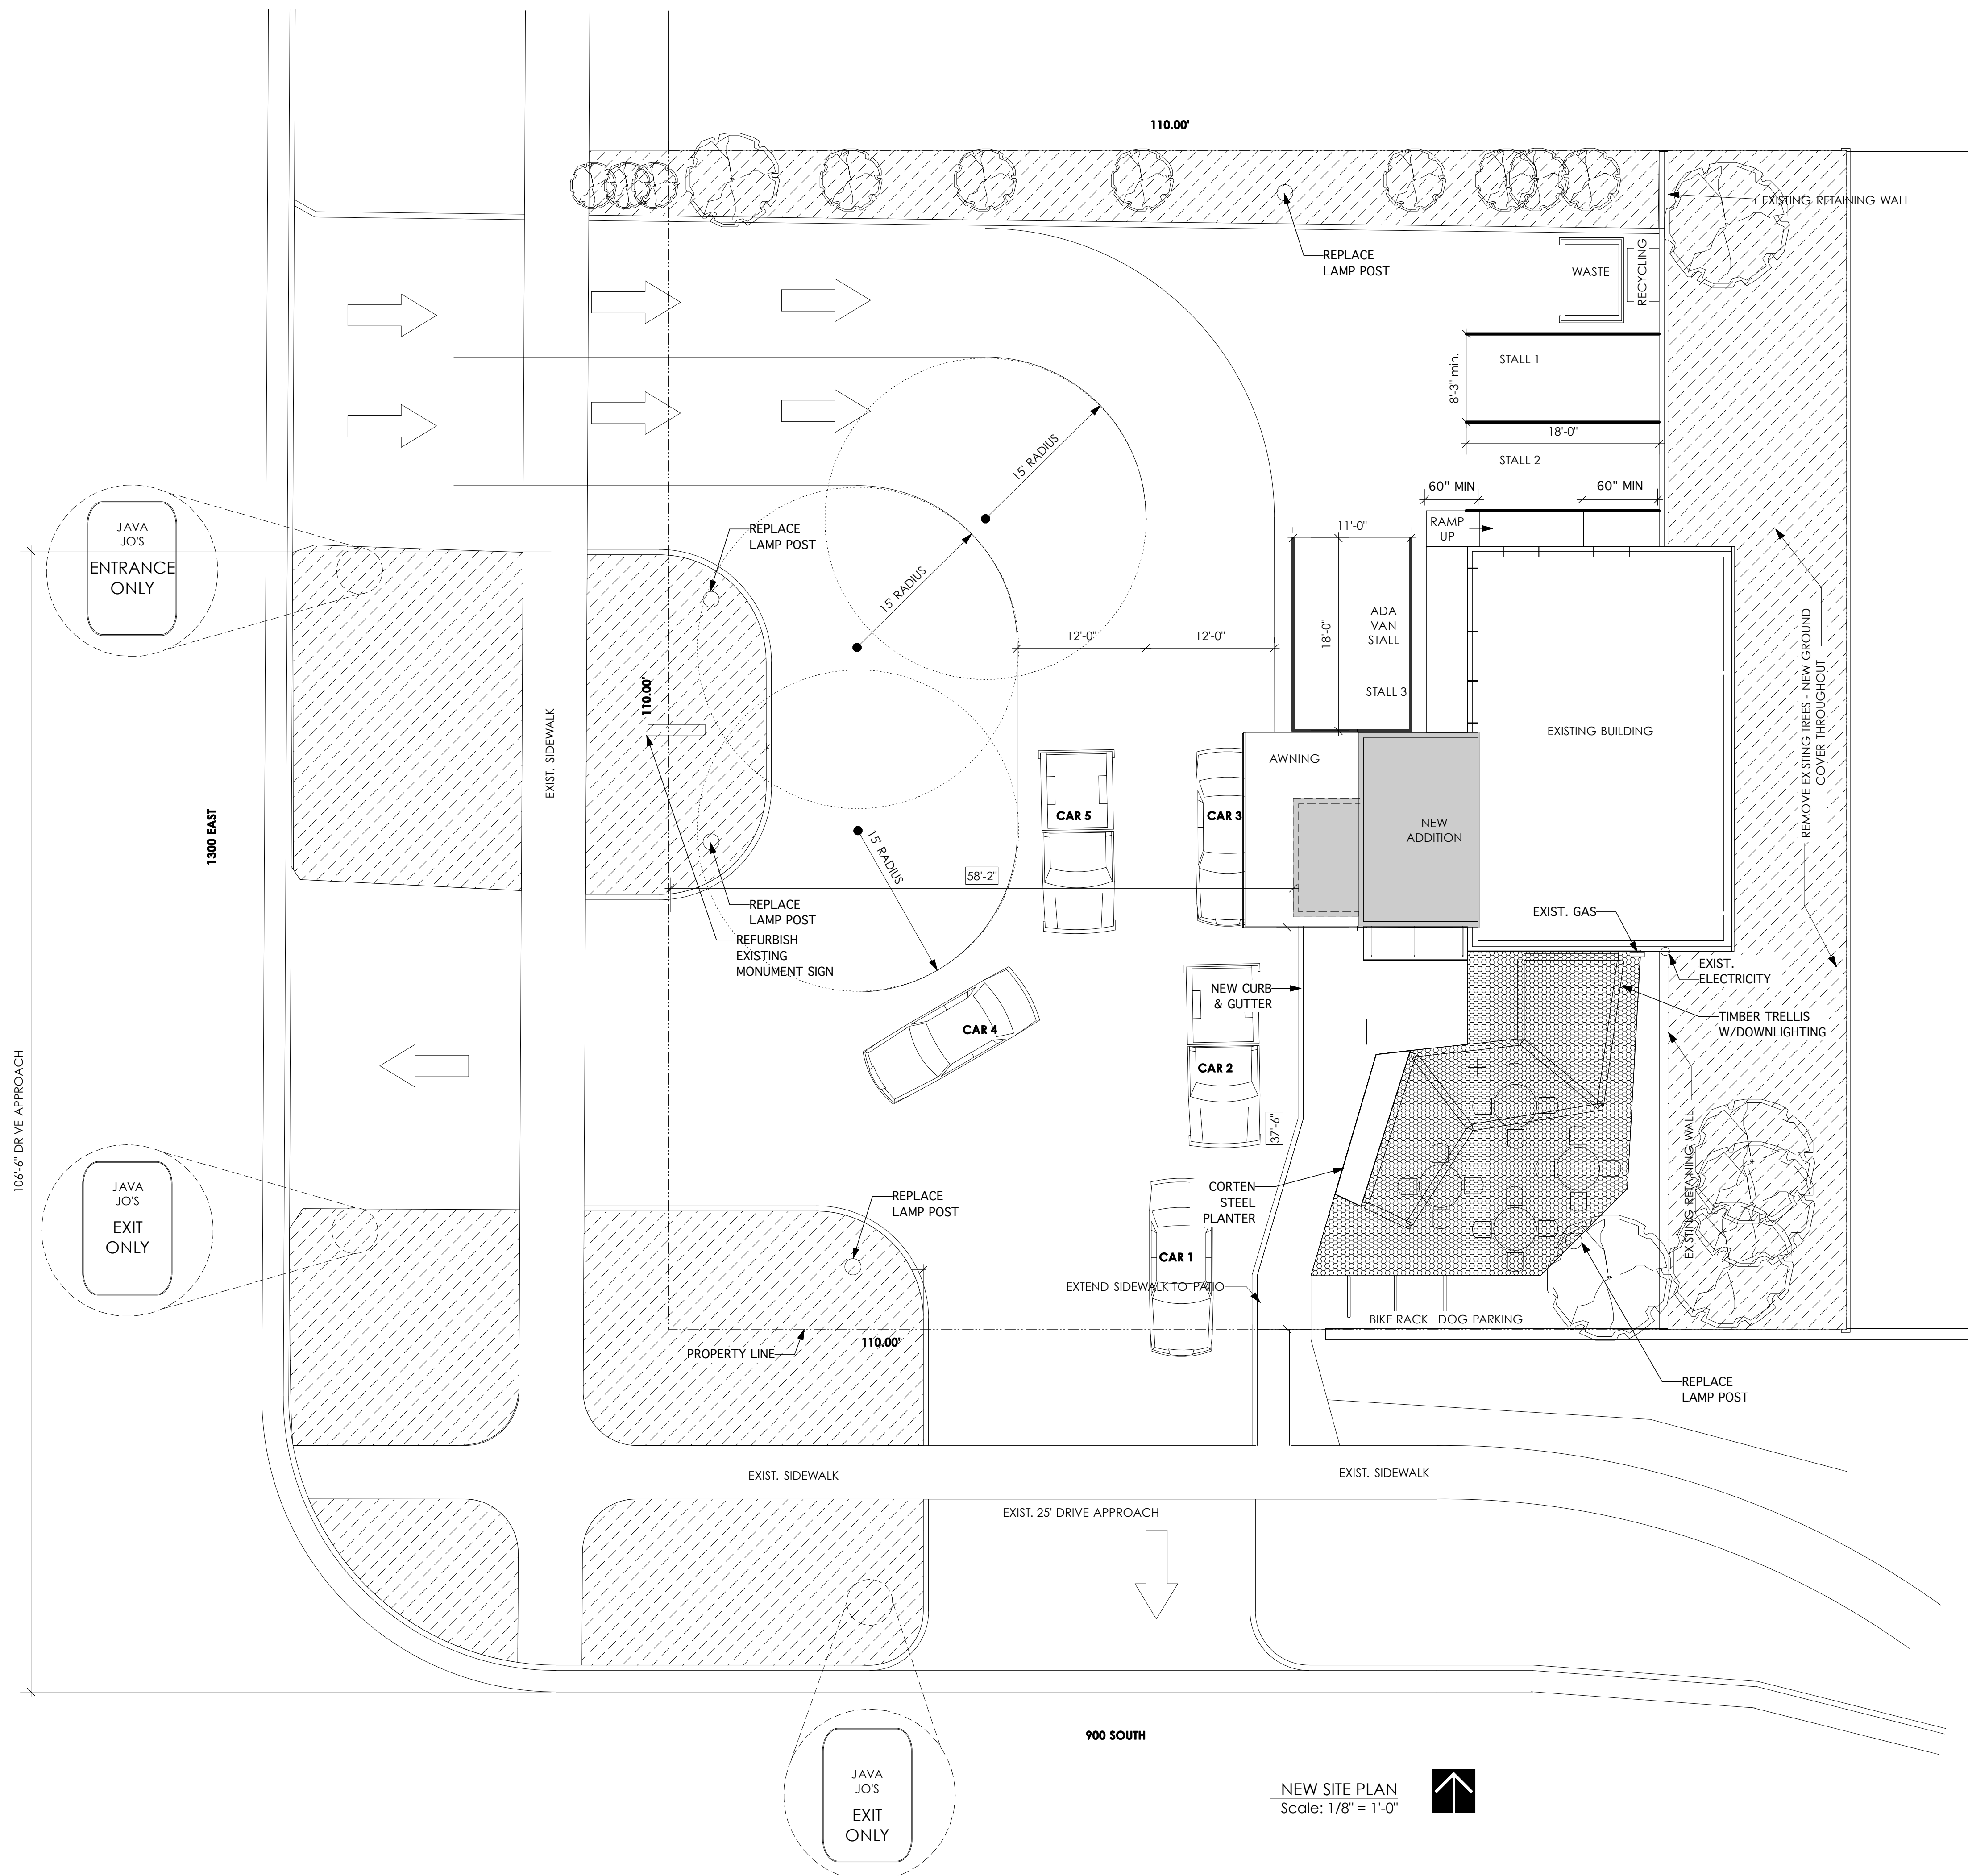 110.00'
EXISTING RETAINING WALL
REPLACE
LAMP POST
WASTE
RECYCLING
STALL 1
8'-3" min.
18'-0"
STALL 2
60" MIN
60" MIN
RAMP
UP
11'-0"
15' RADIUS
15' RADIUS
REPLACE
LAMP POST
JAVA
JO'S
ENTRANCE
ONLY
ADA
VAN
STALL
18'-0"
STALL 3
12'-0"
12'-0"
110.00'
EXIST. SIDEWALK
REMOVE EXISTING TREES - NEW GROUND
COVER THROUGHOUT
EXISTING BUILDING
AWNING
NEW
ADDITION
CAR 5
CAR 3
1300 EAST
15' RADIUS
58'-2"
REPLACE
LAMP POST
REFURBISH
EXISTING
MONUMENT SIGN
EXIST. GAS
EXIST.
ELECTRICITY
NEW CURB
& GUTTER
TIMBER TRELLIS
W/DOWNLIGHTING
CAR 4
CAR 2
37'-6"
106'-6" DRIVE APPROACH
JAVA
JO'S
EXIT
ONLY
REPLACE
LAMP POST
CORTEN
STEEL
PLANTER
EXISTING RETAINING WALL
CAR 1
EXTEND SIDEWALK TO PATIO
BIKE RACK DOG PARKING
PROPERTY LINE
110.00'
REPLACE
LAMP POST
EXIST. SIDEWALK
EXIST. SIDEWALK
EXIST. 25' DRIVE APPROACH
900 SOUTH
JAVA
JO'S
EXIT
ONLY
NEW SITE PLAN
Scale: 1/8" = 1'-0"